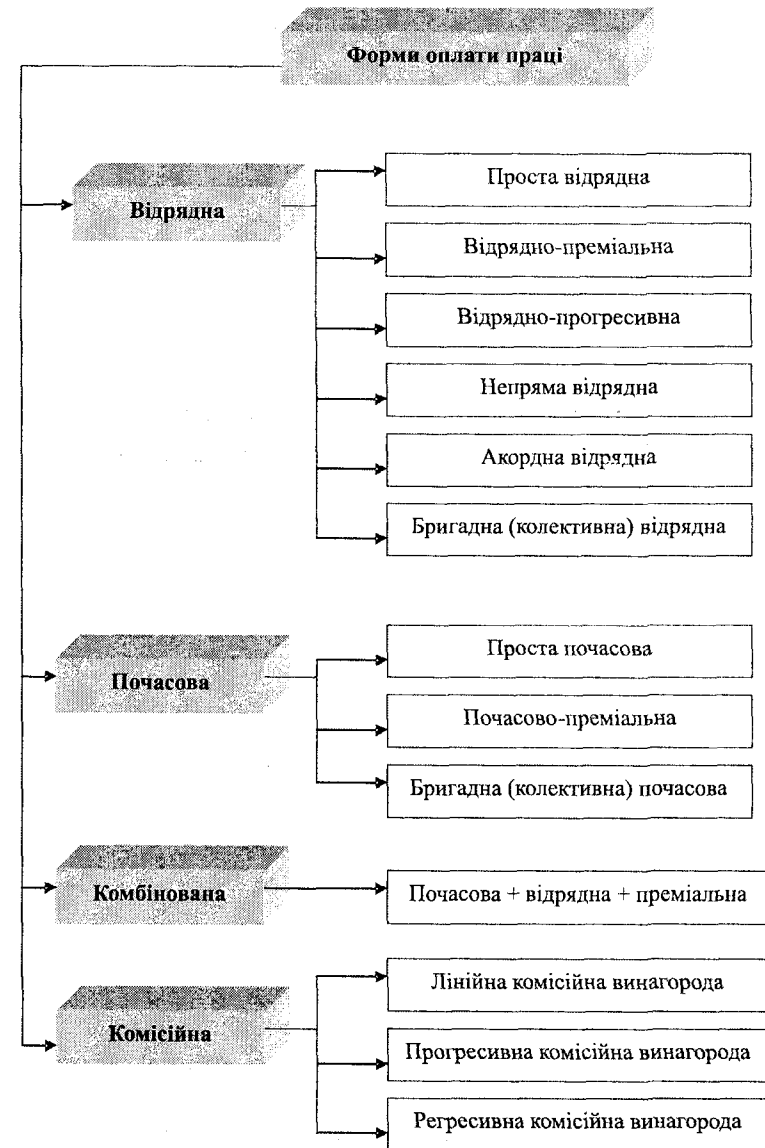 Форми оплати праці
Відрядна
Проста відрядна
Відрядно-преміальна
Відрядно-прогресивна
Непряма відрядна
Акордна відрядна
Бригадна (колективна) відрядна
Почасова
Проста почасова
Почасово-преміальна
Бригадна (колективна) почасова
Комбінована
Почасова + відрядна + преміальна
Комісійна
Лінійна комісійна винагорода
Прогресивна комісійна винагорода
Регресивна комісійна винагорода